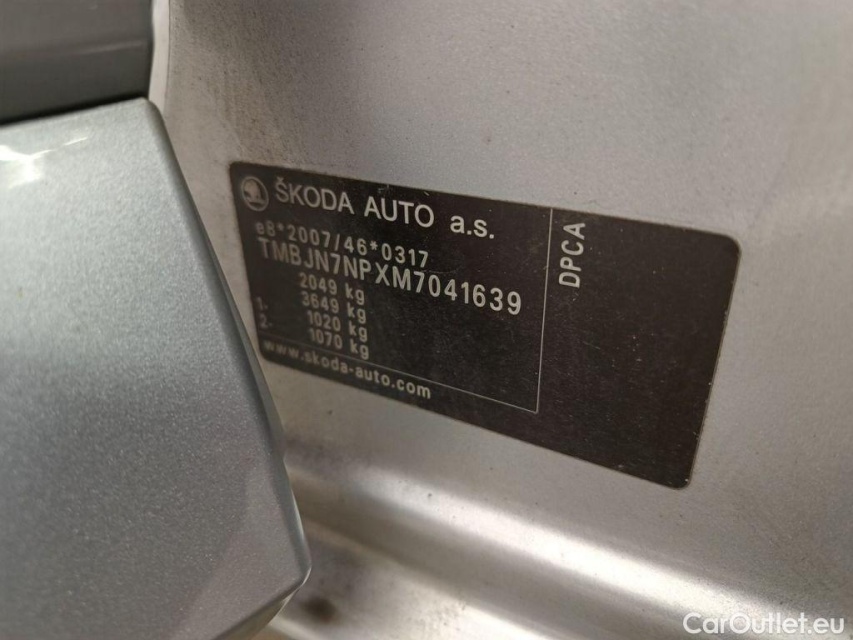 ŠKODA AUTO a.s.
e8*2007/46*0317
TMBJN7NPXM7041639
2049 kg
3649 kg
1- 1020 kg
2- 1070 kg
www.skoda-auto.com
DPCA
CarOutlet.eu